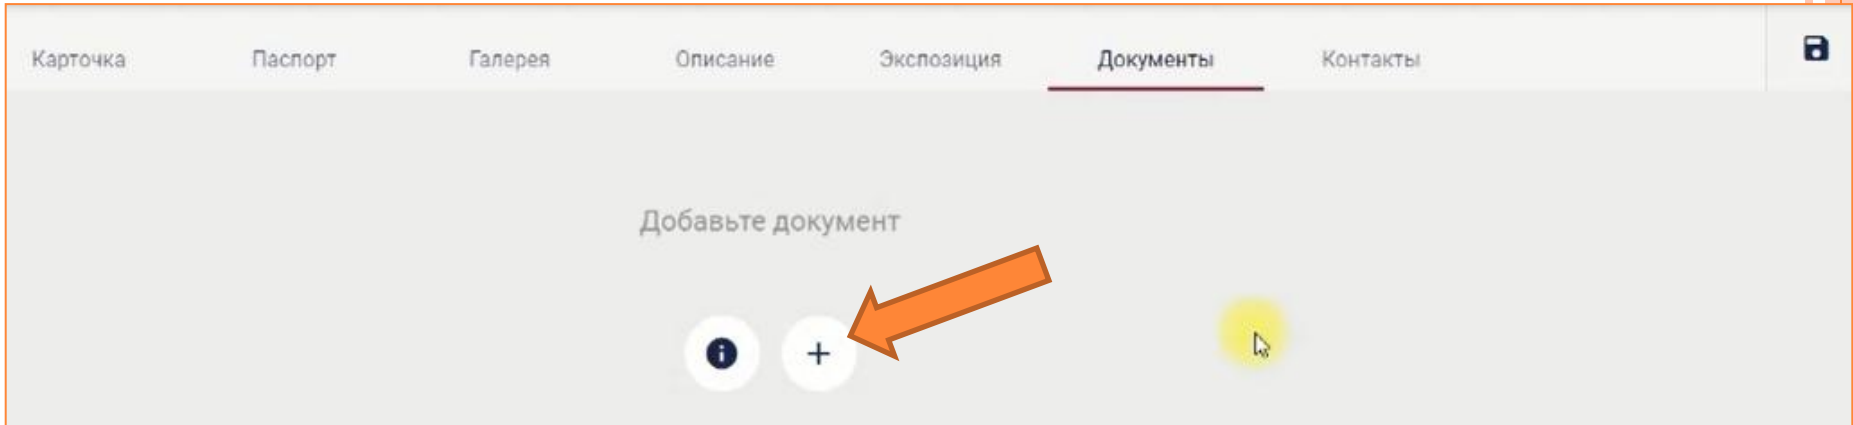 Карточка Паспорт Галерея Описание Экспозиция Документы Контакты
Добавьте документ